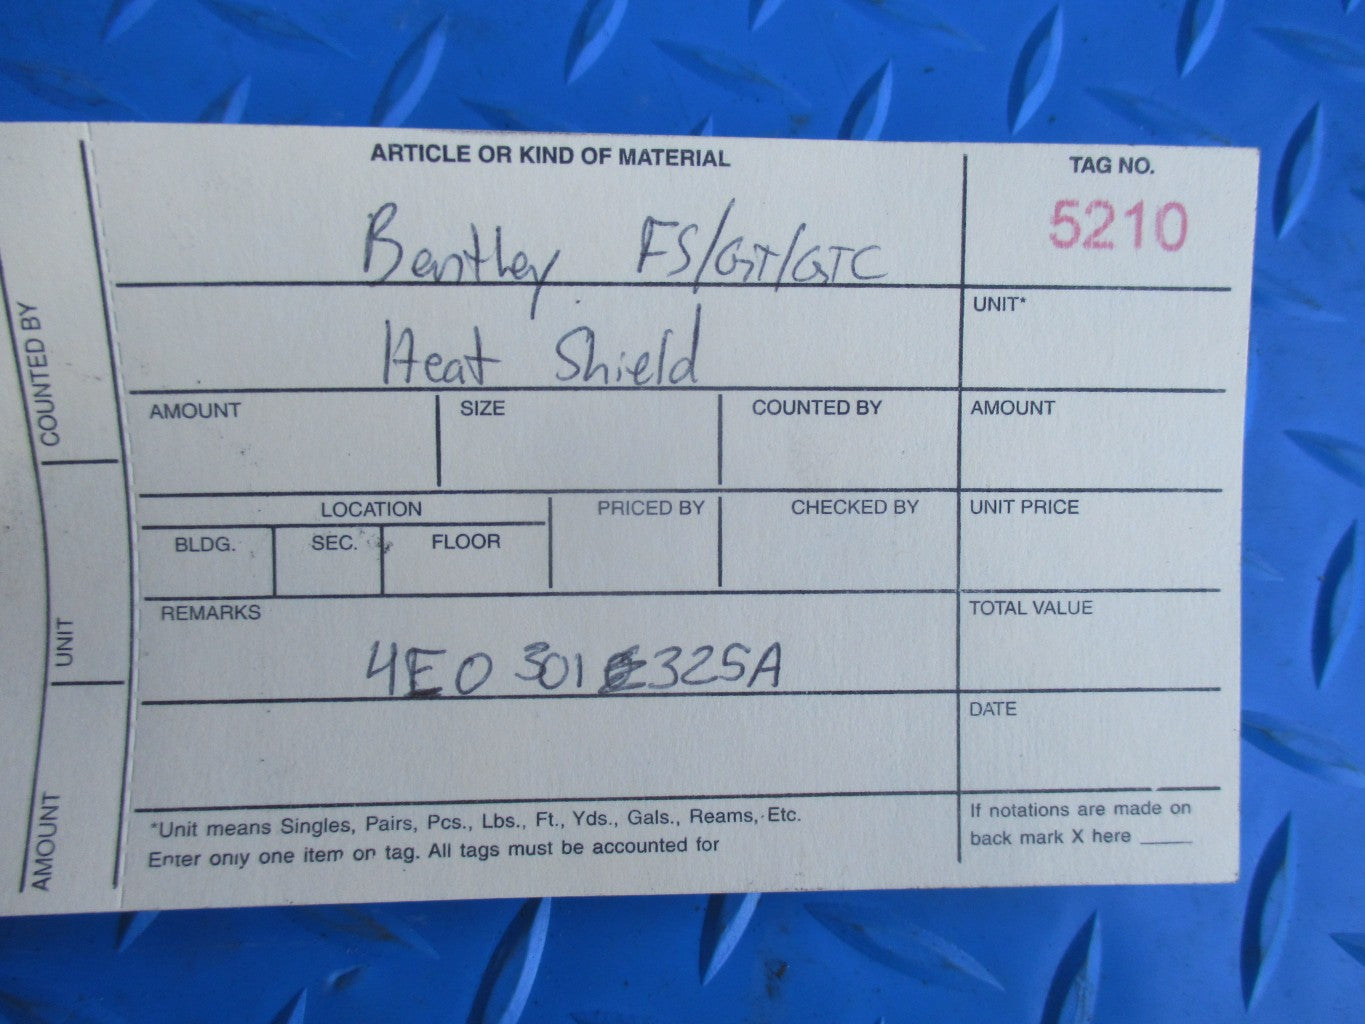 ARTICLE OR KIND OF MATERIAL
TAG NO.
Bentley FS/GT/GTC
5210
UNIT*
Heat Shield
AMOUNT
SIZE
COUNTED BY
AMOUNT
LOCATION
PRICED BY
CHECKED BY
UNIT PRICE
BLDG.
SEC.
FLOOR
REMARKS
TOTAL VALUE
4E0 301 325A
DATE
*Unit means Singles, Pairs, Pcs., Lbs., Ft., Yds., Gals., Reams, Etc.
Enter only one item on tag. All tags must be accounted for
If notations are made on
back mark X here ____
COUNTED BY
UNIT
AMOUNT